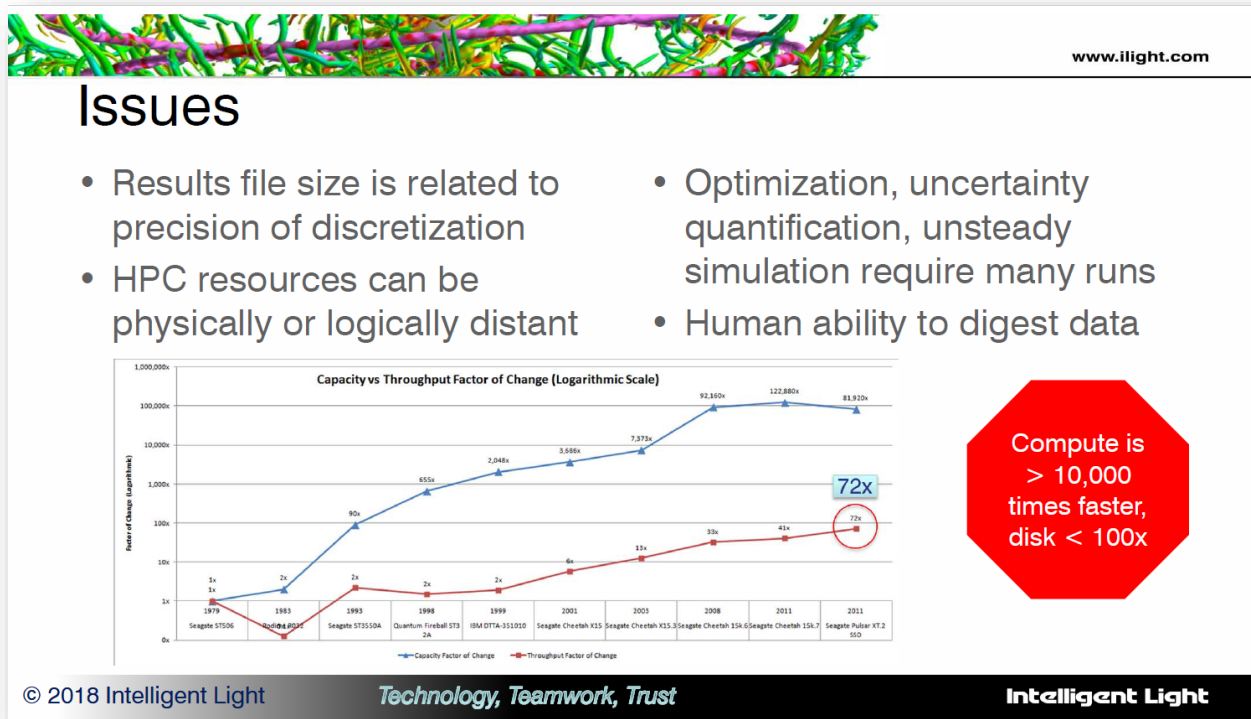 www.ilight.com
Issues
• Results file size is related to
precision of discretization
• HPC resources can be
physically or logically distant
• Optimization, uncertainty
quantification, unsteady
simulation require many runs
• Human ability to digest data
Capacity vs Throughput Factor of Change (Logarithmic Scale)
Factor of Change (Logarithmic)
1,000,000x
100,000x
10,000x
1,000x
100x
10x
1x
0x
1x
2x
90x
655x
2,048x
3,686x
7,373x
92,160x
122,880x
81,920x
72x
1x
2x
2x
2x
6x
13x
33x
41x
72x
1979
1983
1993
1998
1999
2001
2003
2008
2011
2011
Seagate ST506
Seagate ST3550A
Quantum Fireball ST3
2A
IBM DTTA-351010
Seagate Cheetah X15
Seagate Cheetah X15.3
Seagate Cheetah 15k.6
Seagate Cheetah 15k.7
Seagate Pulsar XT.2
SSD
Capacity Factor of Change
Throughput Factor of Change
Compute is
> 10,000
times faster,
disk < 100x
© 2018 Intelligent Light
Technology, Teamwork, Trust
Intelligent Light